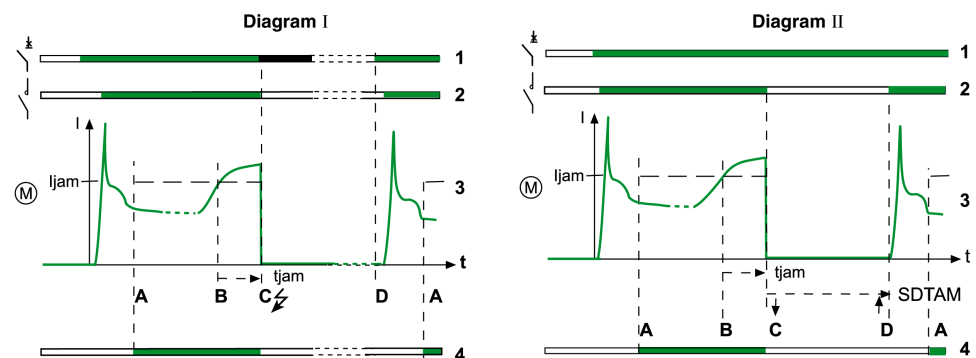 Diagram I
1
2
I
Ijam
M
3
t
tjam
A B C D A
4
Diagram II
1
2
I
Ijam
M
3
t
tjam
SDTAM
A B C D A
4